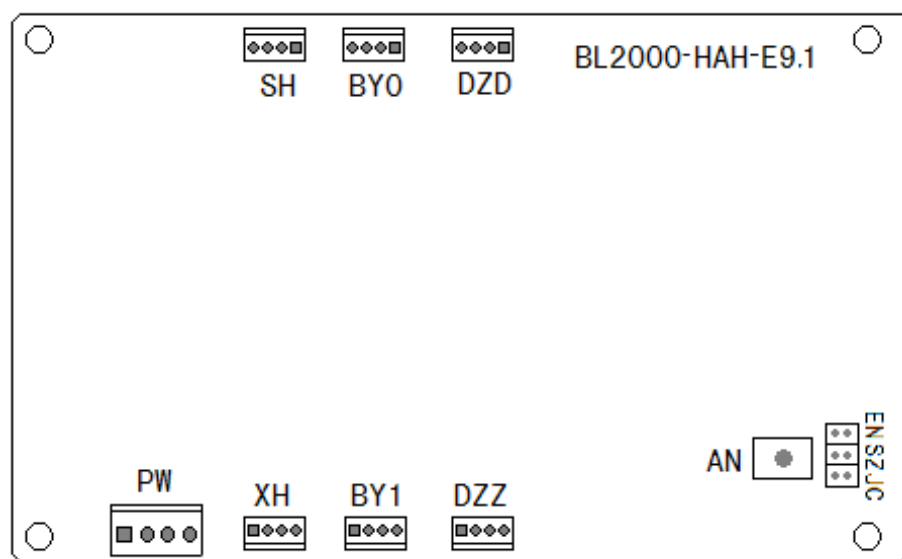 BL2000-HAH-E9.1
SH BY0 DZD
EN SZ JC
AN
PW XH BY1 DZZ